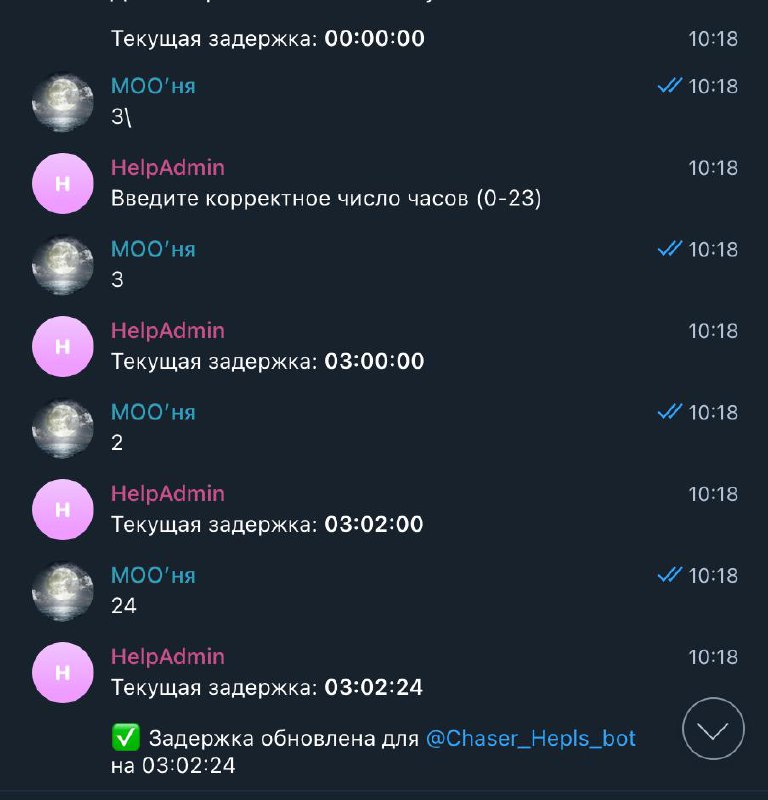 Текущая задержка: 00:00:00 10:18
MOO'ня 10:18
3\
HelpAdmin 10:18
H
Введите корректное число часов (0-23)
MOO'ня 10:18
3
HelpAdmin 10:18
H
Текущая задержка: 03:00:00
MOO'ня 10:18
2
HelpAdmin 10:18
H
Текущая задержка: 03:02:00
MOO'ня 10:18
24
HelpAdmin 10:18
H
Текущая задержка: 03:02:24
✅ Задержка обновлена для @Chaser_Hepls_bot
на 03:02:24